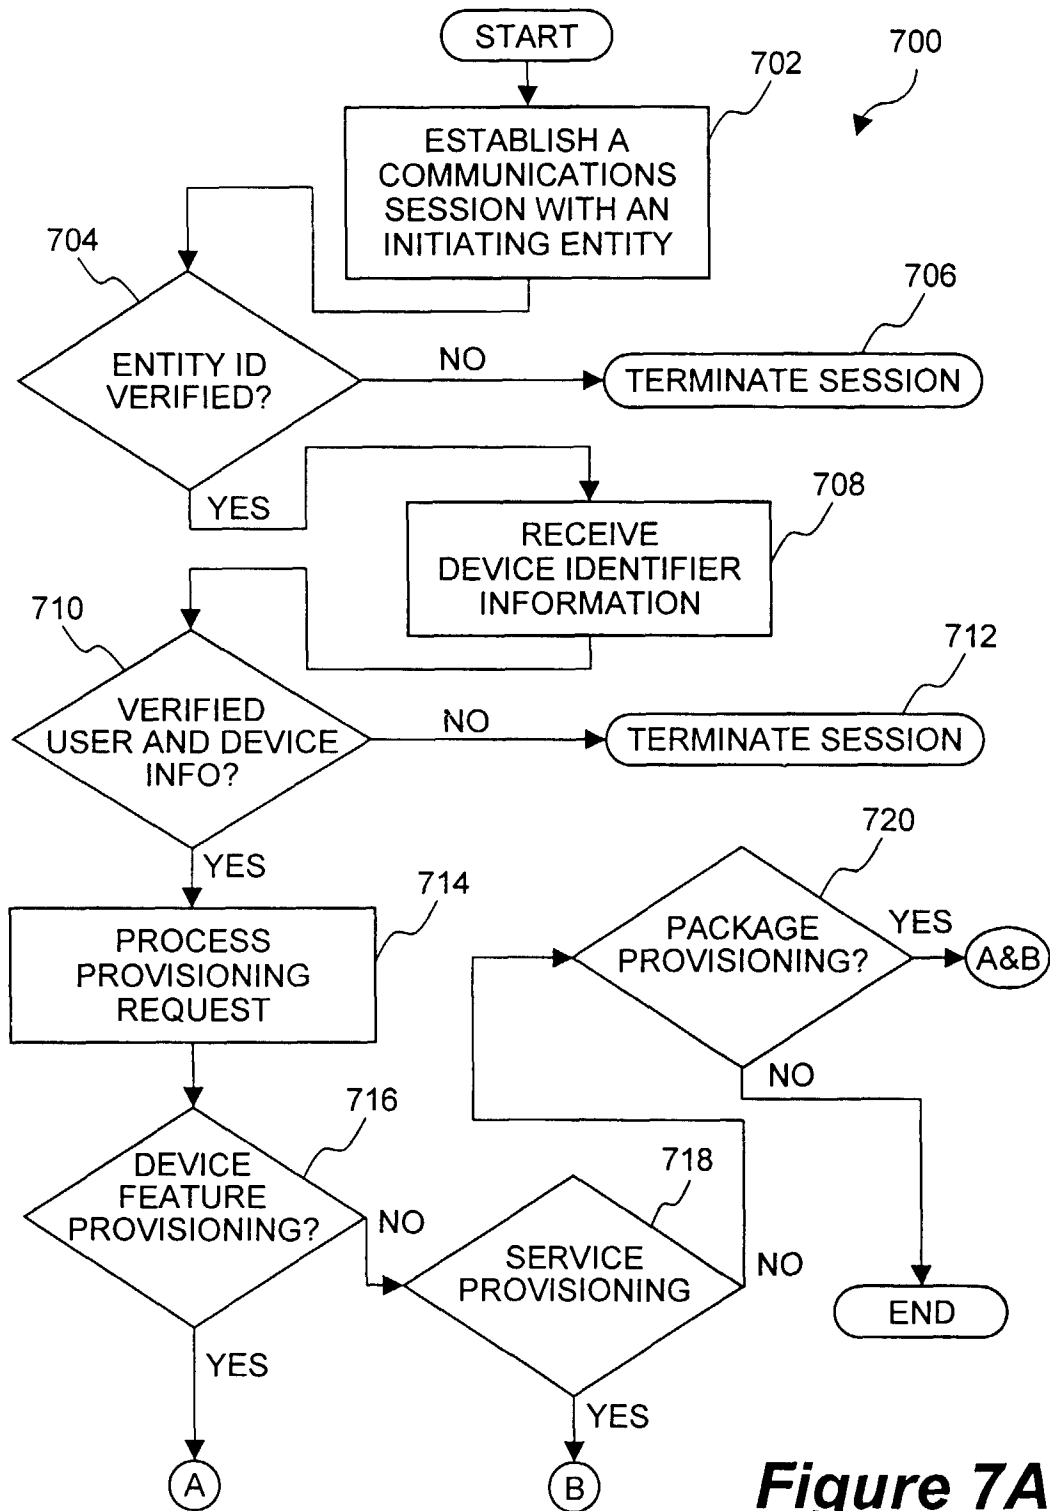 START
700
702
ESTABLISH A
COMMUNICATIONS
SESSION WITH AN
INITIATING ENTITY
704
706
ENTITY ID
VERIFIED?
NO
TERMINATE SESSION
YES
708
RECEIVE
DEVICE IDENTIFIER
INFORMATION
710
712
VERIFIED
USER AND DEVICE
INFO?
NO
TERMINATE SESSION
YES
714
PROCESS
PROVISIONING
REQUEST
720
PACKAGE
PROVISIONING?
YES
A&B
NO
716
DEVICE
FEATURE
PROVISIONING?
NO
718
SERVICE
PROVISIONING
NO
END
YES
YES
A
B
Figure 7A